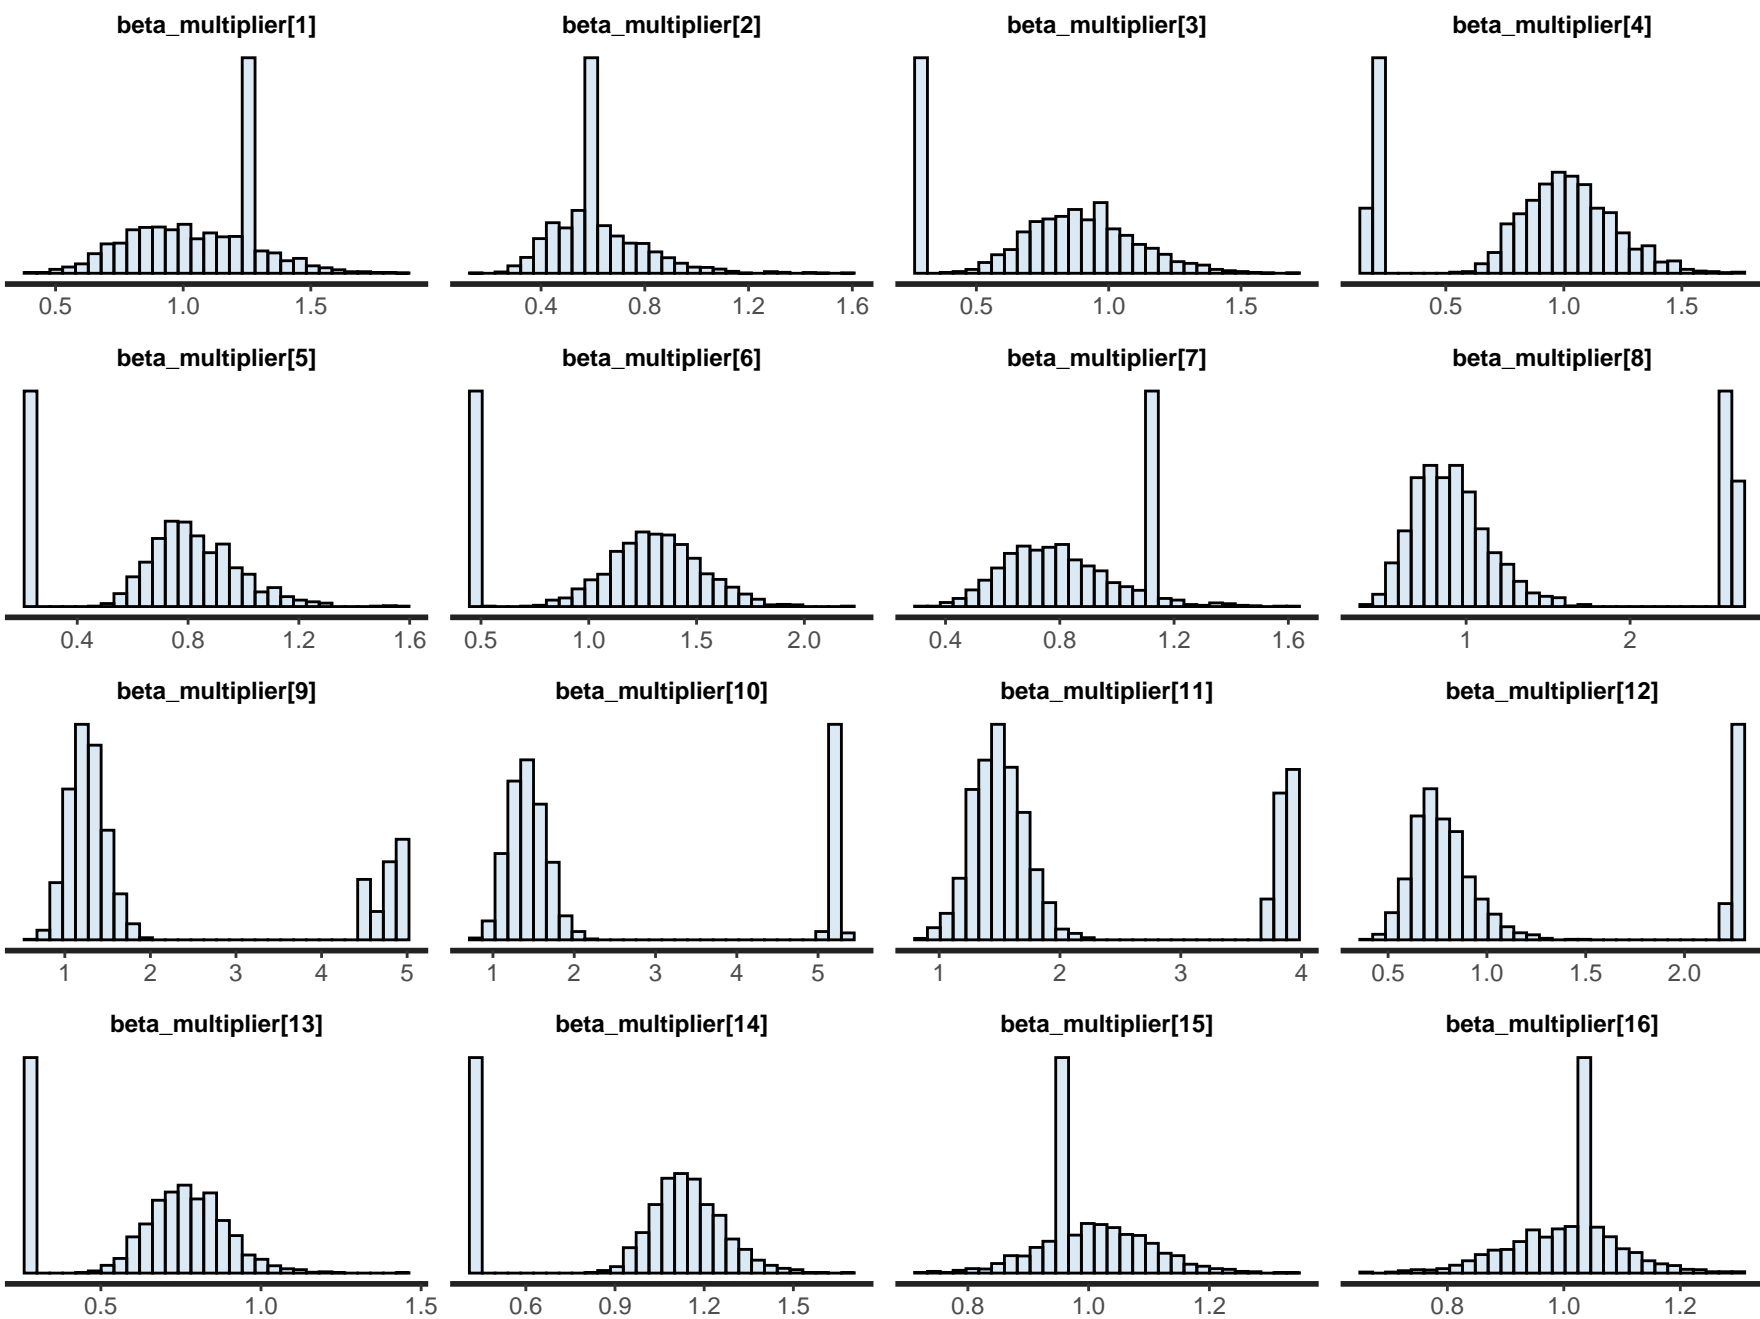 beta_multiplier[1] beta_multiplier[2] beta_multiplier[3] beta_multiplier[4]
0.5 1.0 1.5 0.4 0.8 1.2 1.6 0.5 1.0 1.5 0.5 1.0 1.5
beta_multiplier[5] beta_multiplier[6] beta_multiplier[7] beta_multiplier[8]
0.4 0.8 1.2 1.6 0.5 1.0 1.5 2.0 0.4 0.8 1.2 1.6 1 2
beta_multiplier[9] beta_multiplier[10] beta_multiplier[11] beta_multiplier[12]
1 2 3 4 5 1 2 3 4 5 1 2 3 4 0.5 1.0 1.5 2.0
beta_multiplier[13] beta_multiplier[14] beta_multiplier[15] beta_multiplier[16]
0.5 1.0 1.5 0.6 0.9 1.2 1.5 0.8 1.0 1.2 0.8 1.0 1.2